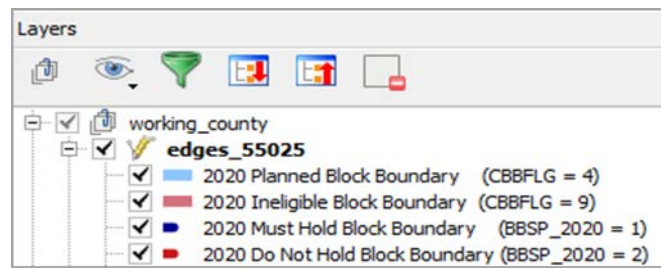 Layers
working_county
edges_55025
2020 Planned Block Boundary (CBBFLG = 4)
2020 Ineligible Block Boundary (CBBFLG = 9)
2020 Must Hold Block Boundary (BBSP_2020 = 1)
2020 Do Not Hold Block Boundary (BBSP_2020 = 2)